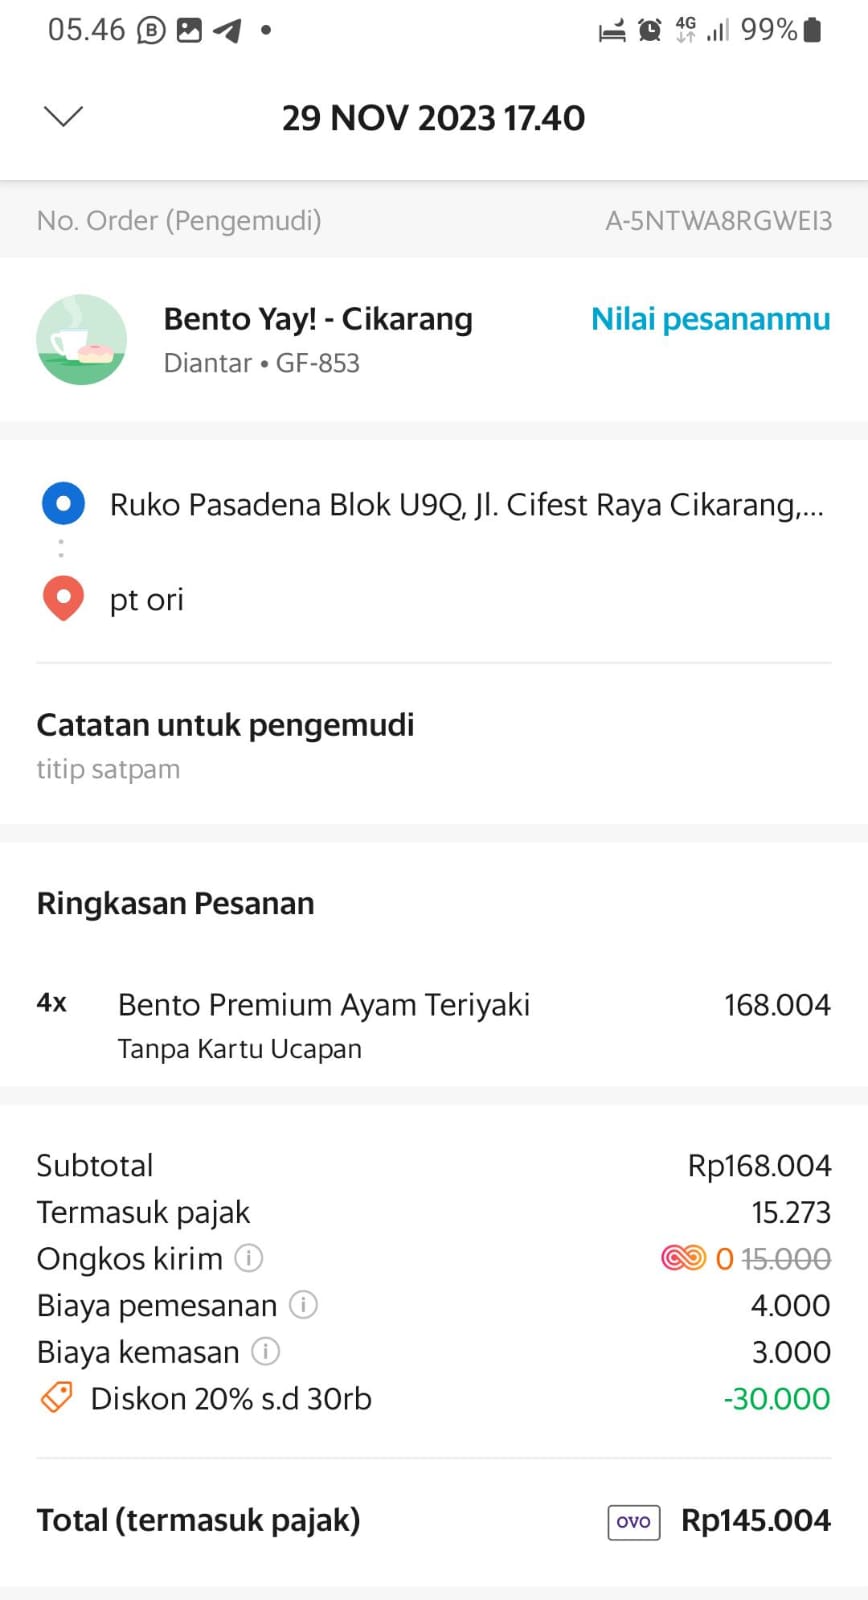 05.46 99%
4G
29 NOV 2023 17.40
No. Order (Pengemudi) A-5NTWA8RGWEI3
Bento Yay! - Cikarang Nilai pesananmu
Diantar • GF-853
Ruko Pasadena Blok U9Q, Jl. Cifest Raya Cikarang,...
pt ori
Catatan untuk pengemudi
titip satpam
Ringkasan Pesanan
4x Bento Premium Ayam Teriyaki 168.004
Tanpa Kartu Ucapan
Subtotal Rp168.004
Termasuk pajak 15.273
Ongkos kirim 0 15.000
Biaya pemesanan 4.000
Biaya kemasan 3.000
Diskon 20% s.d 30rb -30.000
Total (termasuk pajak) OVO Rp145.004